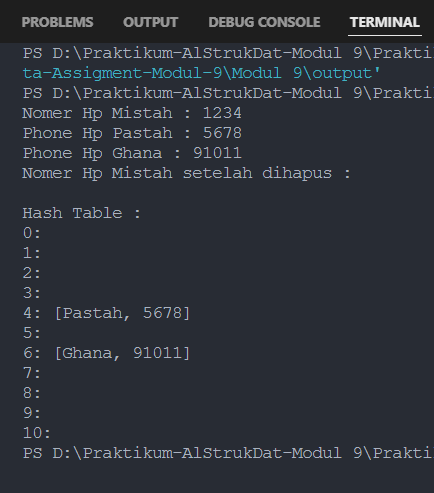 PROBLEMS OUTPUT DEBUG CONSOLE TERMINAL
PS D:\Praktikum-AlStrukDat-Modul 9\Prakti
ta-Assigment-Modul-9\Modul 9\output'
PS D:\Praktikum-AlStrukDat-Modul 9\Prakti
Nomer Hp Mistah : 1234
Phone Hp Pastah : 5678
Phone Hp Ghana : 91011
Nomer Hp Mistah setelah dihapus :
Hash Table :
0:
1:
2:
3:
4: [Pastah, 5678]
5:
6: [Ghana, 91011]
7:
8:
9:
10:
PS D:\Praktikum-AlStrukDat-Modul 9\Prakti